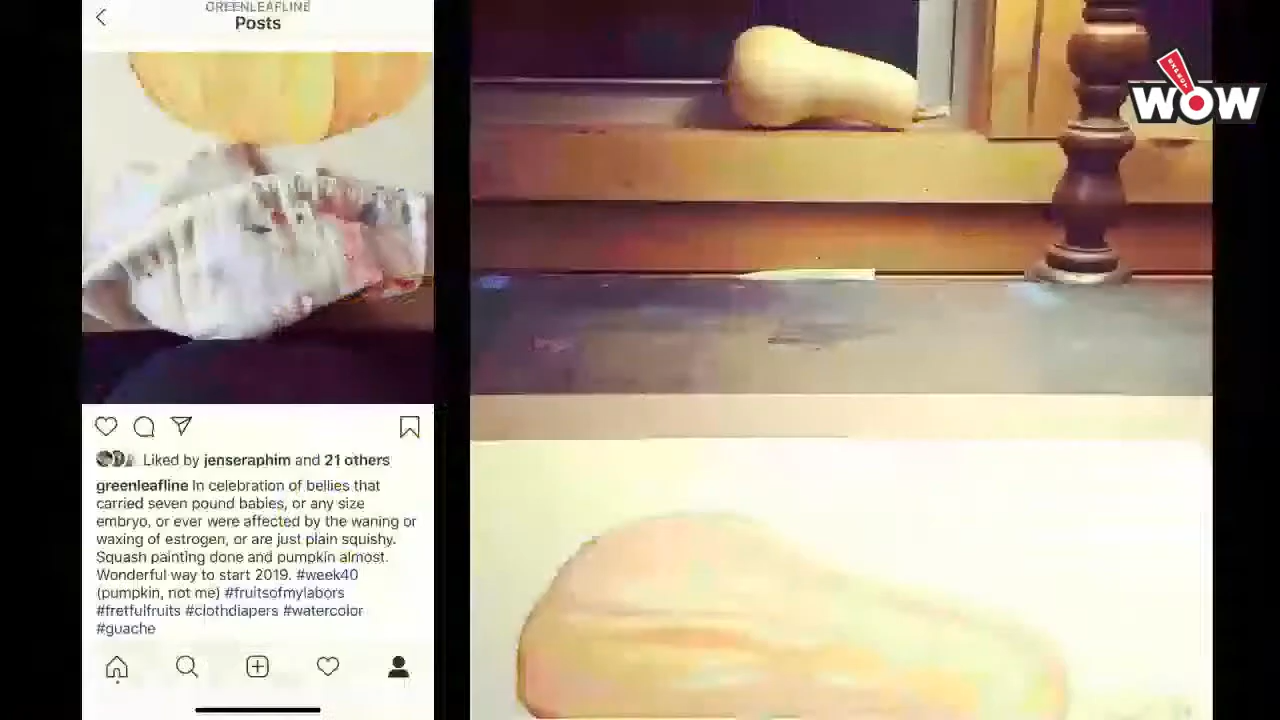 GREENLEAFLINE
Posts
WOW
Liked by jenseraphim and 21 others
greenleafline In celebration of bellies that
carried seven pound babies, or any size
embryo, or ever were affected by the waning or
waxing of estrogen, or are just plain squishy.
Squash painting done and pumpkin almost.
Wonderful way to start 2019. #week40
(pumpkin, not me) #fruitsofmylabors
#fretfulfruits #clothdiapers #watercolor
#guache